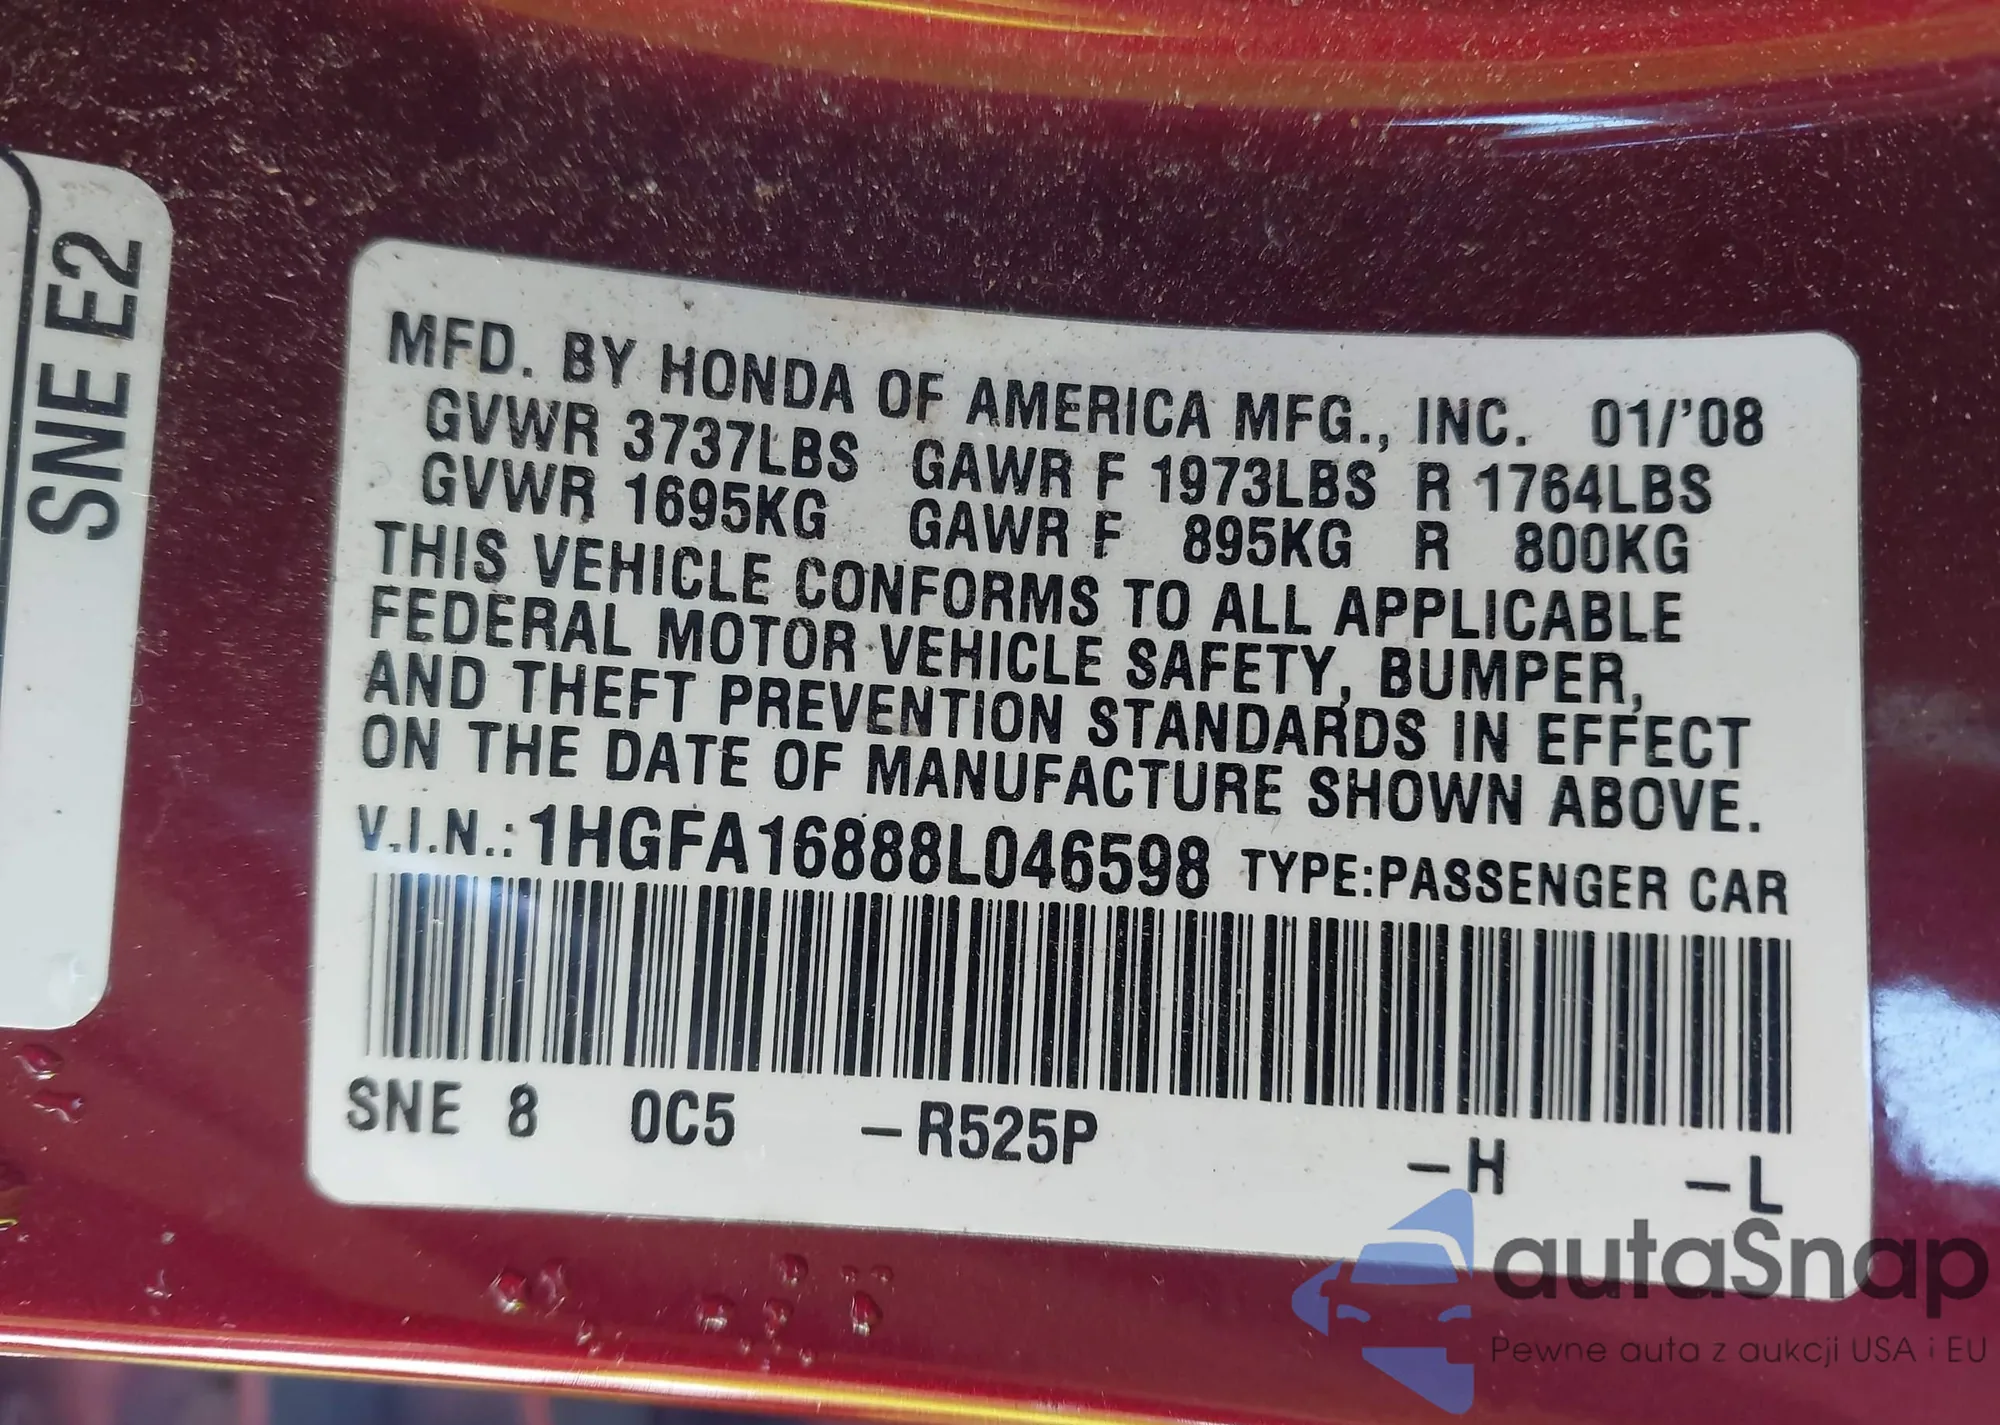 SNE E2
MFD. BY HONDA OF AMERICA MFG., INC. 01/'08
GVWR 3737LBS GAWR F 1973LBS R 1764LBS
GVWR 1695KG GAWR F 895KG R 800KG
THIS VEHICLE CONFORMS TO ALL APPLICABLE
FEDERAL MOTOR VEHICLE SAFETY, BUMPER,
AND THEFT PREVENTION STANDARDS IN EFFECT
ON THE DATE OF MANUFACTURE SHOWN ABOVE.
V.I.N.: 1HGFA16888L046598 TYPE:PASSENGER CAR
SNE 8 0C5 -R525P -H -L
autaSnap
Pewne auta z aukcji USA i EU